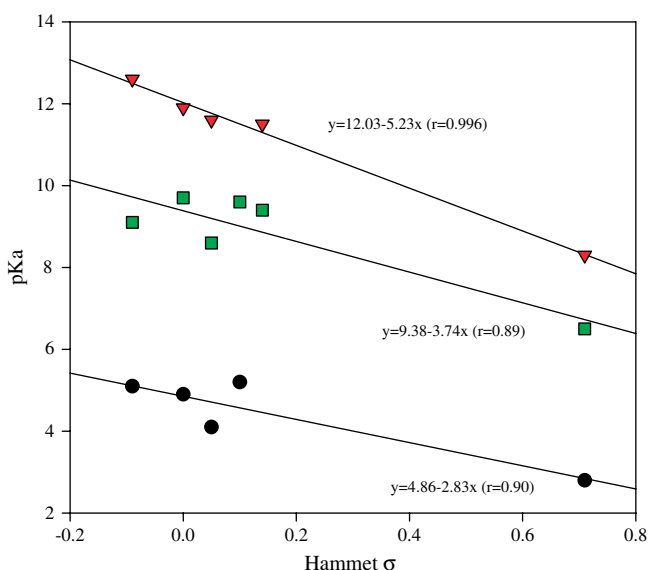 14
12
10
8
6
4
2
pKa
y=12.03-5.23x (r=0.996)
y=9.38-3.74x (r=0.89)
y=4.86-2.83x (r=0.90)
-0.2 0.0 0.2 0.4 0.6 0.8
Hammet σ